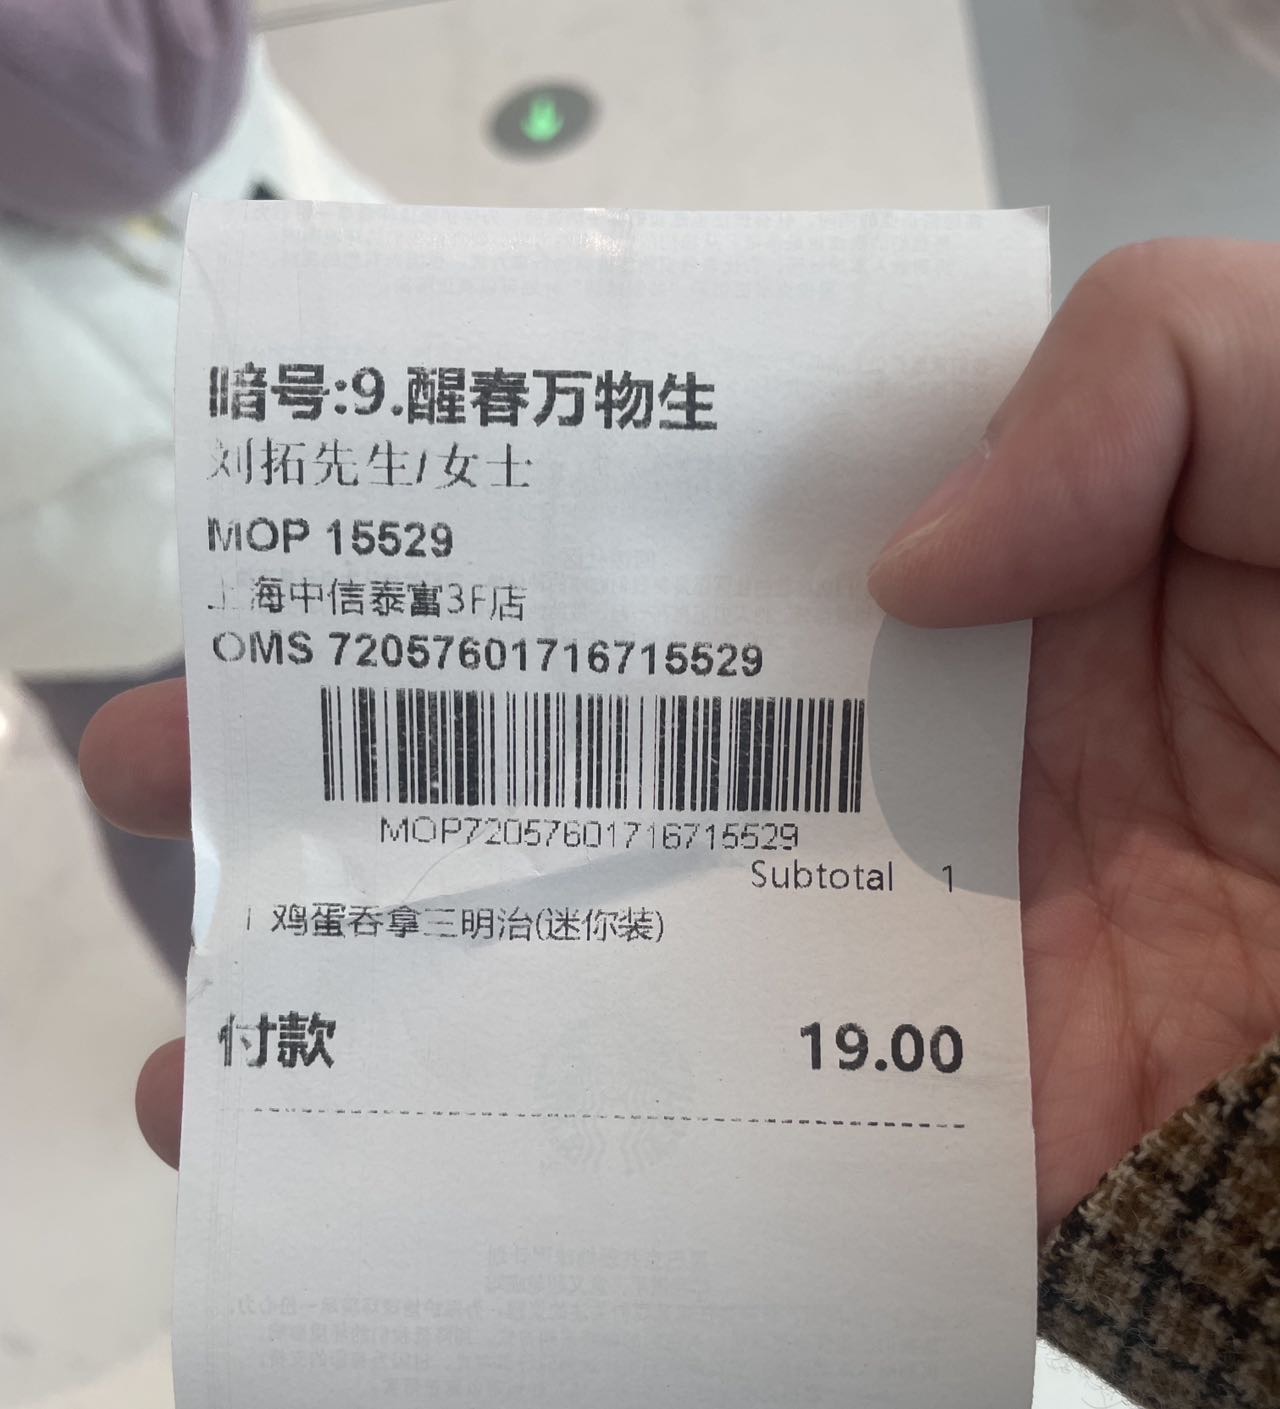 暗号:9.醒春万物生
刘拓先生/女士
MOP 15529
上海中信泰富3F店
OMS 72057601716715529
MOP72057601716715529
Subtotal 1
1 鸡蛋吞拿三明治(迷你装)
付款 19.00